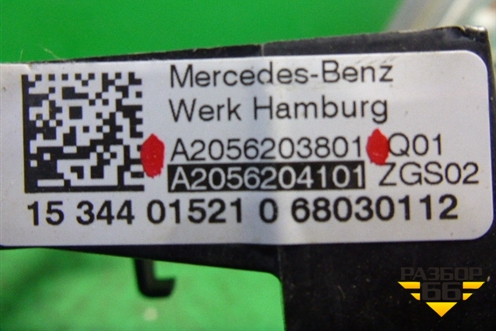 Mercedes-Benz
Werk Hamburg
A2056203801 Q01
A2056204101 ZGS02
15 344 01521 0 68030112
РАЗБОР
66